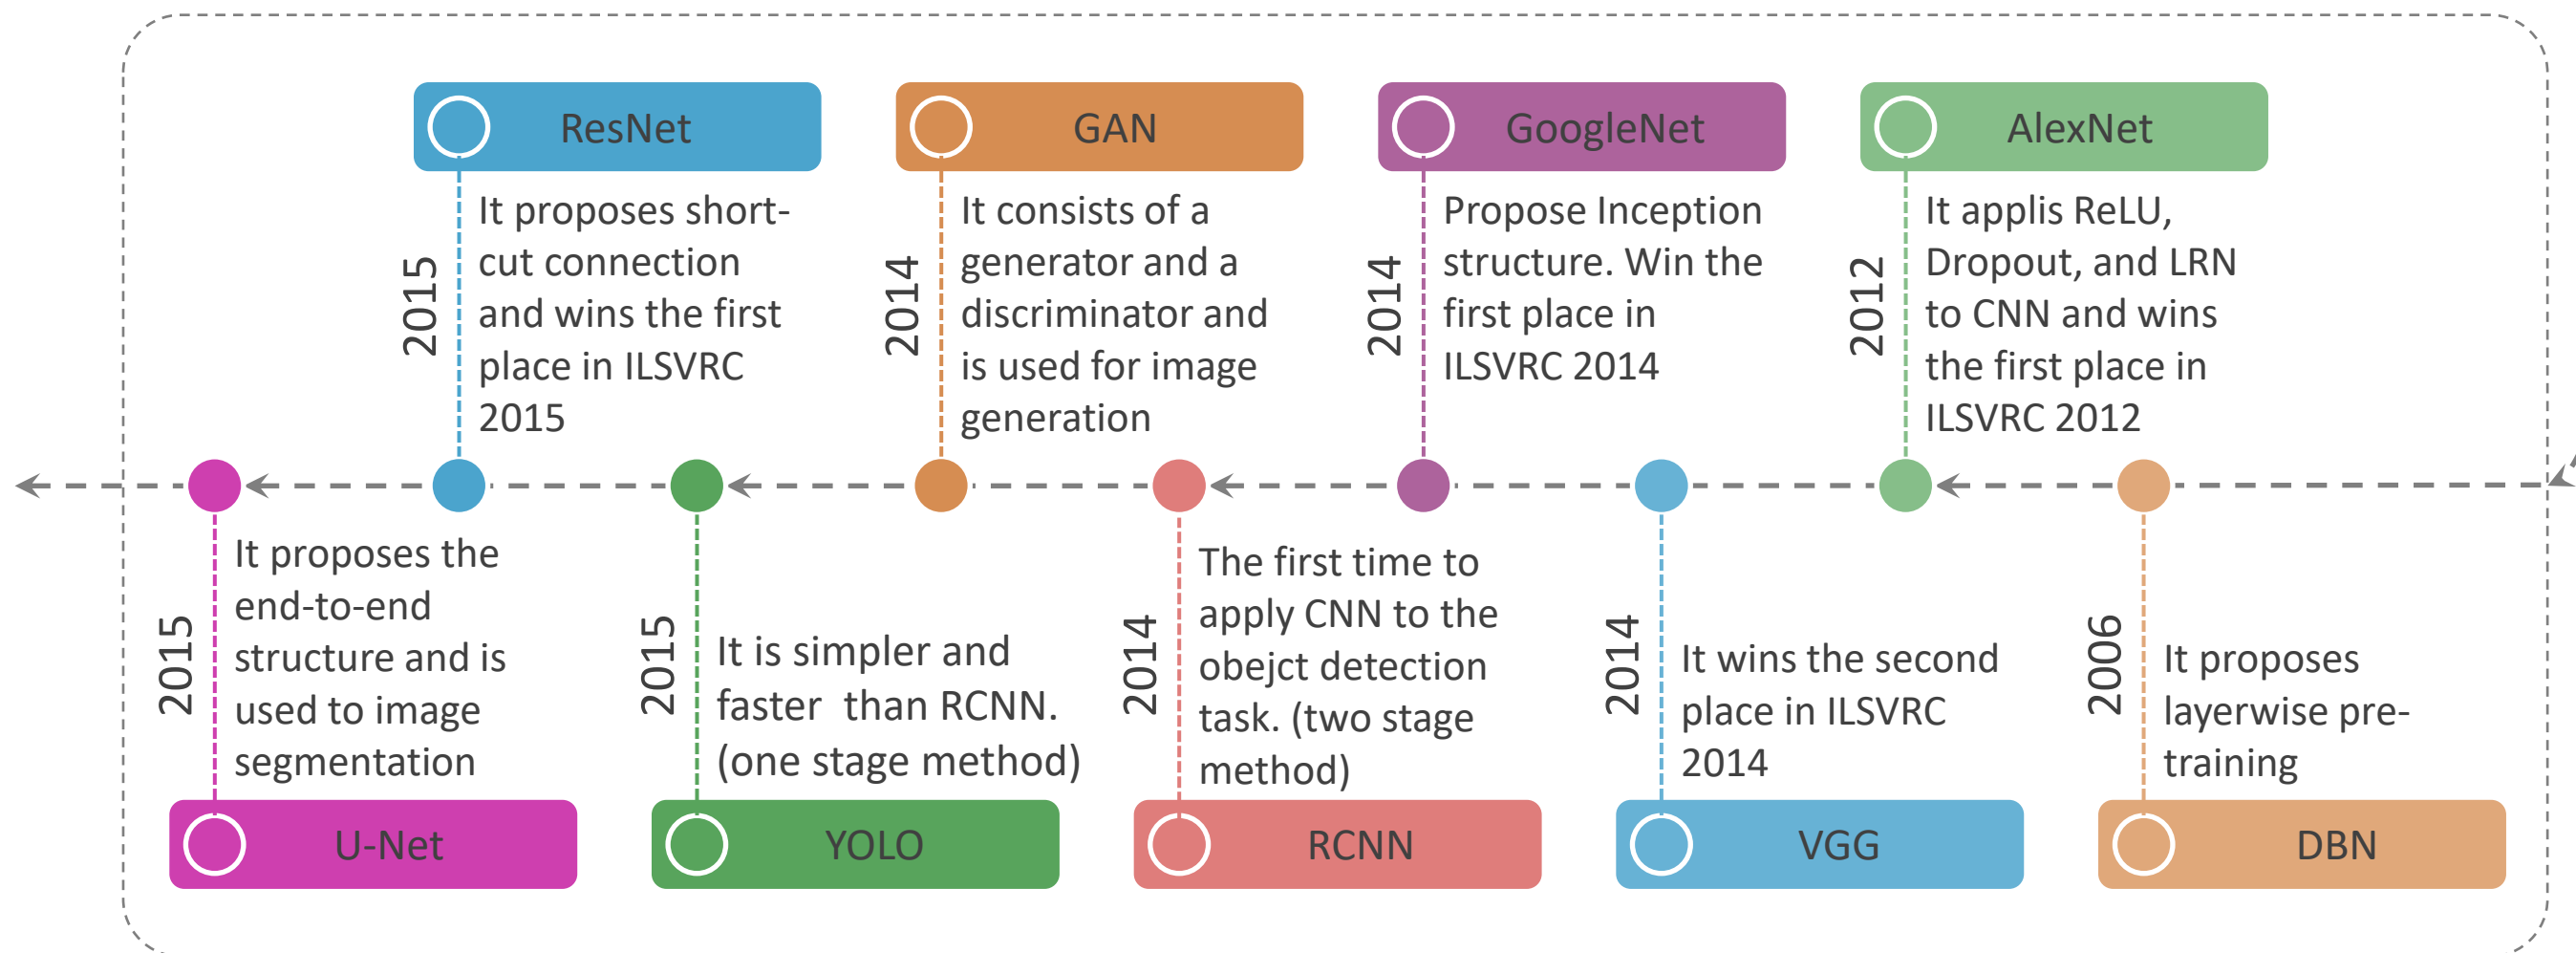 ResNet
2015
It proposes short-
cut connection
and wins the first
place in ILSVRC
2015
GAN
2014
It consists of a
generator and a
discriminator and
is used for image
generation
GoogleNet
2014
Propose Inception
structure. Win the
first place in
ILSVRC 2014
AlexNet
2012
It applis ReLU,
Dropout, and LRN
to CNN and wins
the first place in
ILSVRC 2012
2015
It proposes the
end-to-end
structure and is
used to image
segmentation
U-Net
2015
It is simpler and
faster  than RCNN.
(one stage method)
YOLO
2014
The first time to
apply CNN to the
obejct detection
task. (two stage
method)
RCNN
2014
It wins the second
place in ILSVRC
2014
VGG
2006
It proposes
layerwise pre-
training
DBN